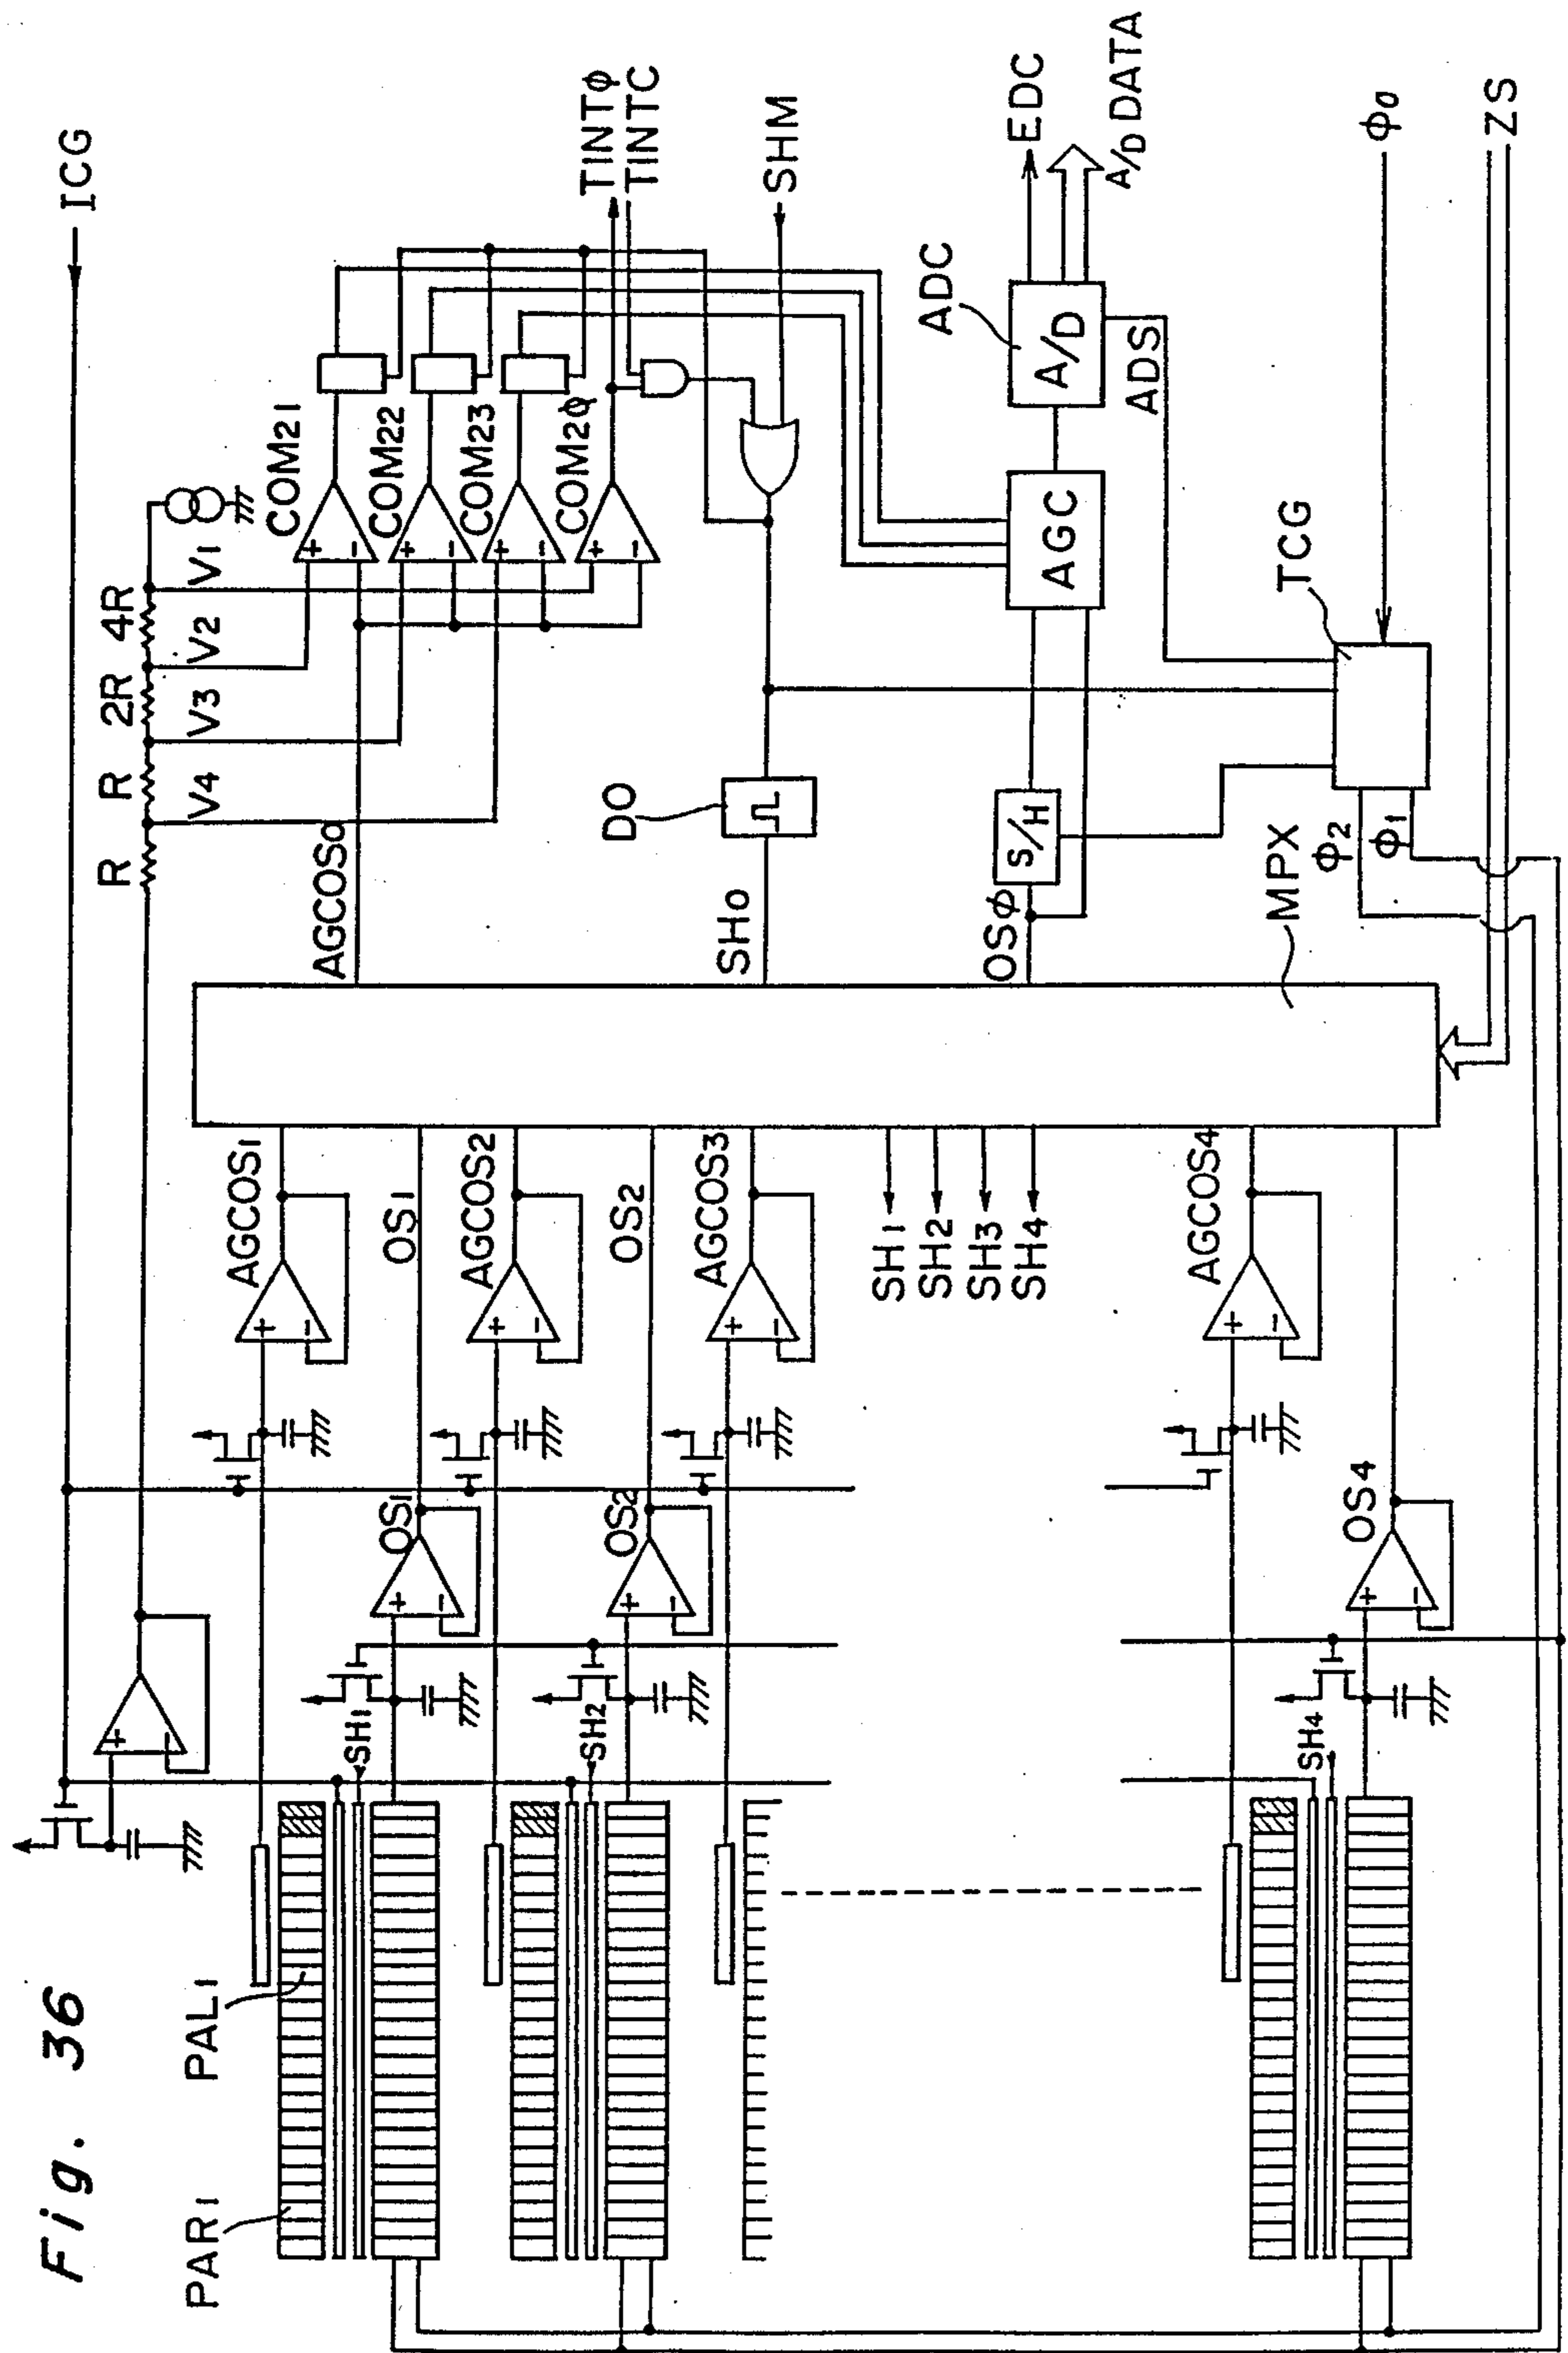 Fig. 36
ICG
R
R
2R
4R
V4
V3
V2
V1
COM21
COM22
COM23
COM2φ
TINTφ
TINTC
SHM
AGCOS0
SH0
OSφ
DO
S/H
AGC
ADC
A/D
ADS
EDC
A/D DATA
TCG
φ0
φ2
φ1
ZS
MPX
AGCOS1
OS1
AGCOS2
OS2
AGCOS3
SH1
SH2
SH3
SH4
AGCOS4
OS1
OS2
OS4
SH1
SH2
SH4
PAL1
PAR1
+
−
+
−
+
−
+
−
+
−
+
−
+
−
+
−
+
−
+
−
+
−
+
−